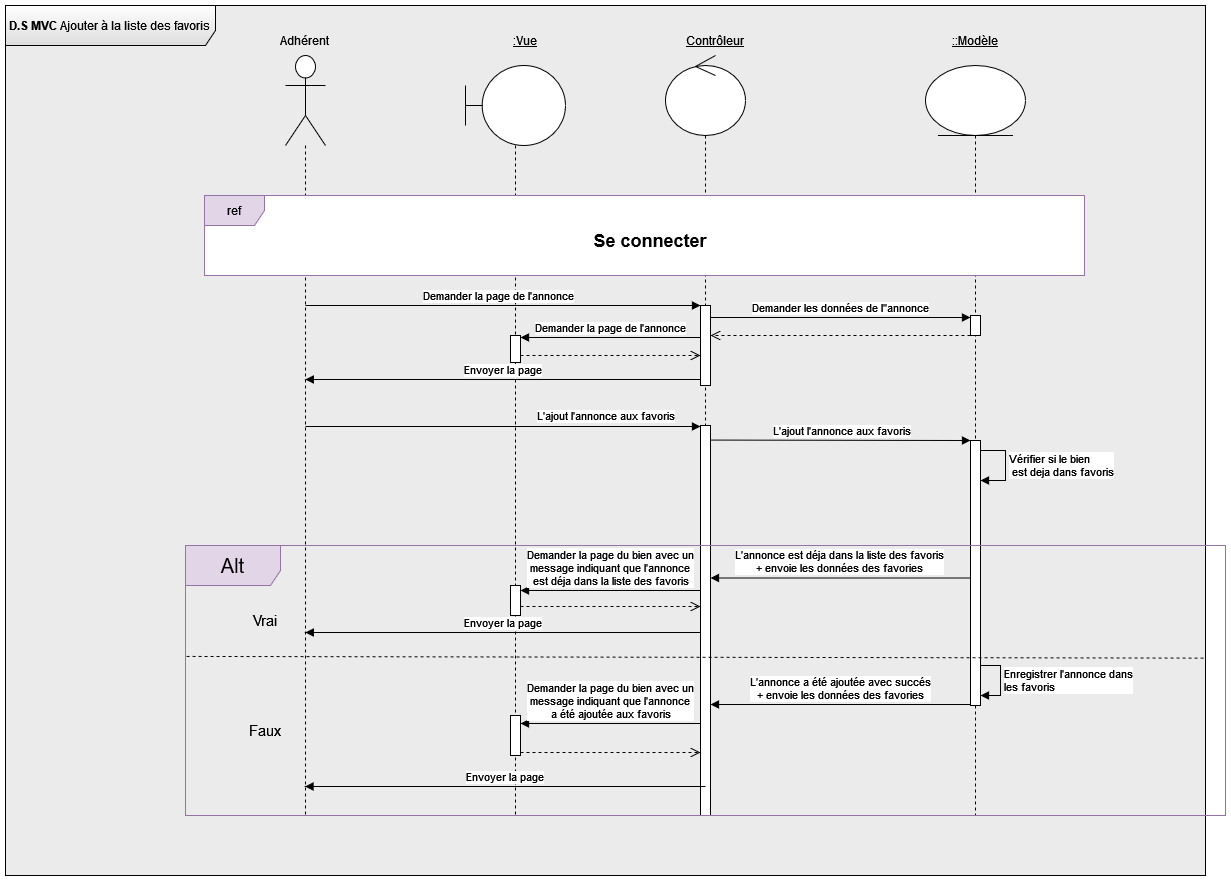 D.S MVC Ajouter à la liste des favoris
Adhérent
:Vue
Contrôleur
::Modèle
ref
Se connecter
Demander la page de l'annonce
Demander les données de l''annonce
Demander la page de l'annonce
Envoyer la page
L'ajout l'annonce aux favoris
L'ajout l'annonce aux favoris
Vérifier si le bien
est deja dans favoris
Alt
Demander la page du bien avec un
message indiquant que l'annonce
est déja dans la liste des favoris
L'annonce est déja dans la liste des favoris
+ envoie les données des favories
Vrai
Envoyer la page
Enregistrer l'annonce dans
les favoris
Demander la page du bien avec un
message indiquant que l'annonce
a été ajoutée aux favoris
L'annonce a été ajoutée avec succés
+ envoie les données des favories
Faux
Envoyer la page